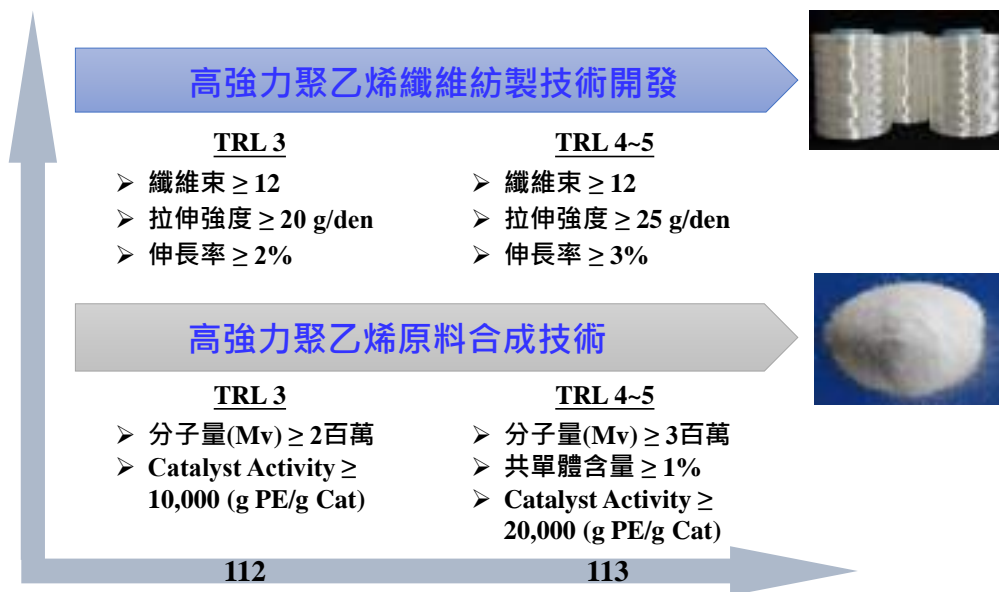 高強力聚乙烯纖維紡製技術開發
TRL 3
➢ 纖維束 ≥ 12
➢ 拉伸強度 ≥ 20 g/den
➢ 伸長率 ≥ 2%
TRL 4~5
➢ 纖維束 ≥ 12
➢ 拉伸強度 ≥ 25 g/den
➢ 伸長率 ≥ 3%
高強力聚乙烯原料合成技術
TRL 3
➢ 分子量(Mv) ≥ 2百萬
➢ Catalyst Activity ≥
10,000 (g PE/g Cat)
TRL 4~5
➢ 分子量(Mv) ≥ 3百萬
➢ 共單體含量 ≥ 1%
➢ Catalyst Activity ≥
20,000 (g PE/g Cat)
112
113